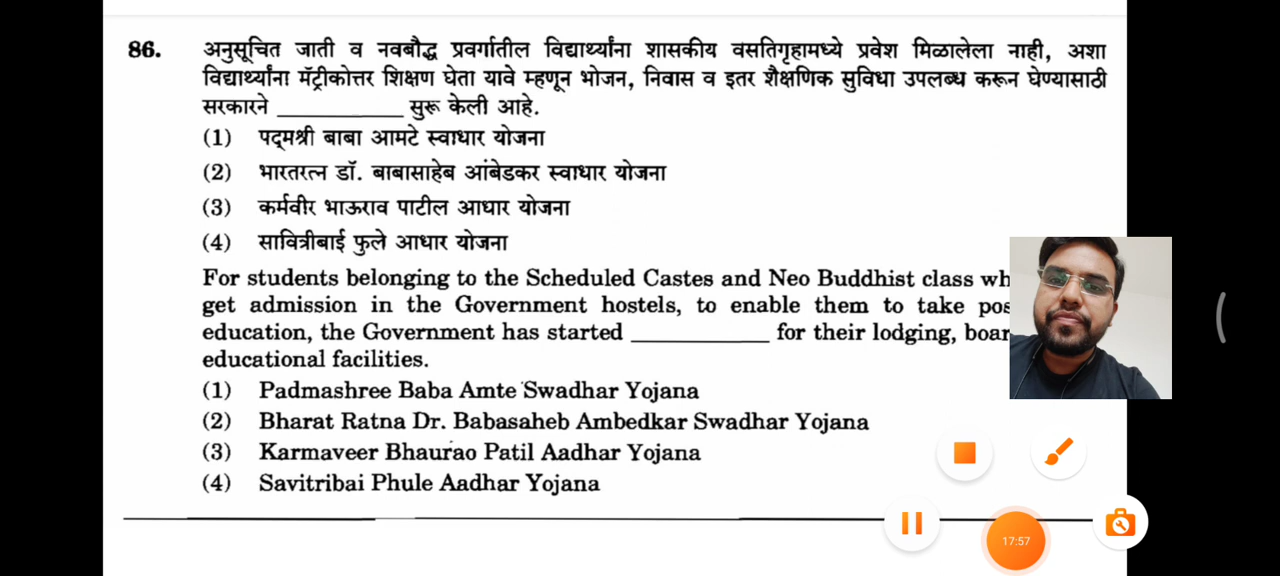 86. अनुसूचित जाती व नवबौद्ध प्रवर्गातील विद्यार्थ्यांना शासकीय वसतिगृहामध्ये प्रवेश मिळालेला नाही, अशा
विद्यार्थ्यांना मॅट्रीकोत्तर शिक्षण घेता यावे म्हणून भोजन, निवास व इतर शैक्षणिक सुविधा उपलब्ध करून घेण्यासाठी
सरकारने ____________ सुरू केली आहे.
(1) पद्मश्री बाबा आमटे स्वाधार योजना
(2) भारतरत्न डॉ. बाबासाहेब आंबेडकर स्वाधार योजना
(3) कर्मवीर भाऊराव पाटील आधार योजना
(4) सावित्रीबाई फुले आधार योजना
For students belonging to the Scheduled Castes and Neo Buddhist class
get admission in the Government hostels, to enable them to take
education, the Government has started ____________ for their lodging,
educational facilities.
(1) Padmashree Baba Amte Swadhar Yojana
(2) Bharat Ratna Dr. Babasaheb Ambedkar Swadhar Yojana
(3) Karmaveer Bhaurao Patil Aadhar Yojana
(4) Savitribai Phule Aadhar Yojana
17:57